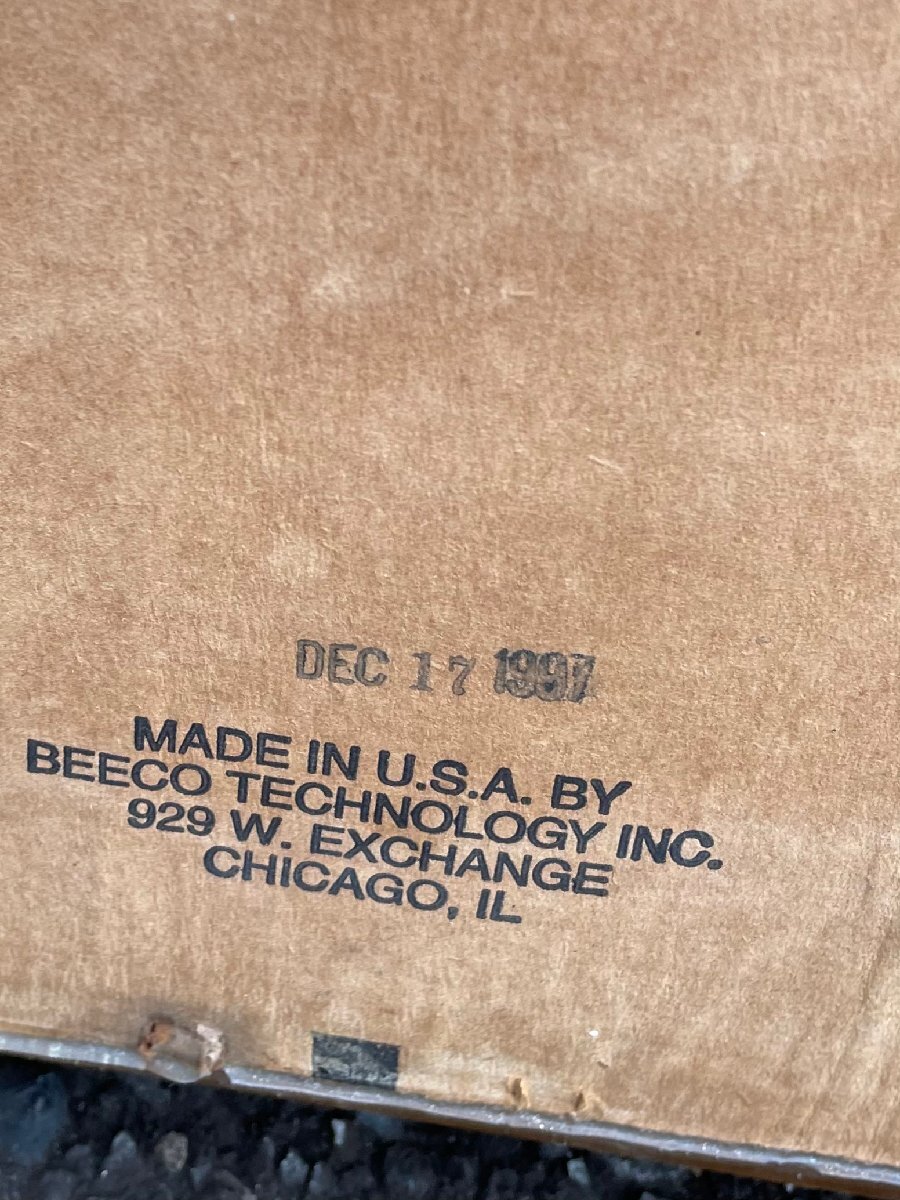 DEC 17 1997
MADE IN U.S.A. BY
BEECO TECHNOLOGY INC.
929 W. EXCHANGE
CHICAGO, IL